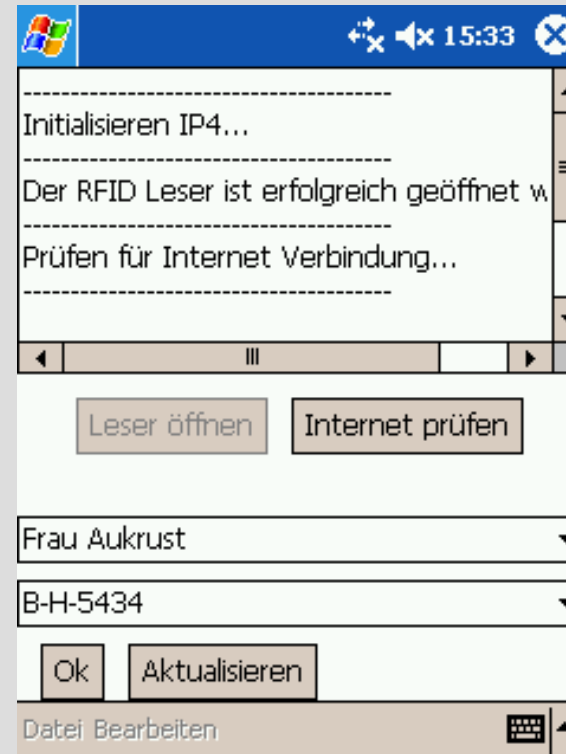 15:33
---------------------------------------
Initialisieren IP4...
---------------------------------------
Der RFID Leser ist erfolgreich geöffnet
---------------------------------------
Prüfen für Internet Verbindung...
---------------------------------------
Leser öffnen Internet prüfen
Frau Aukrust
B-H-5434
Ok Aktualisieren
Datei Bearbeiten